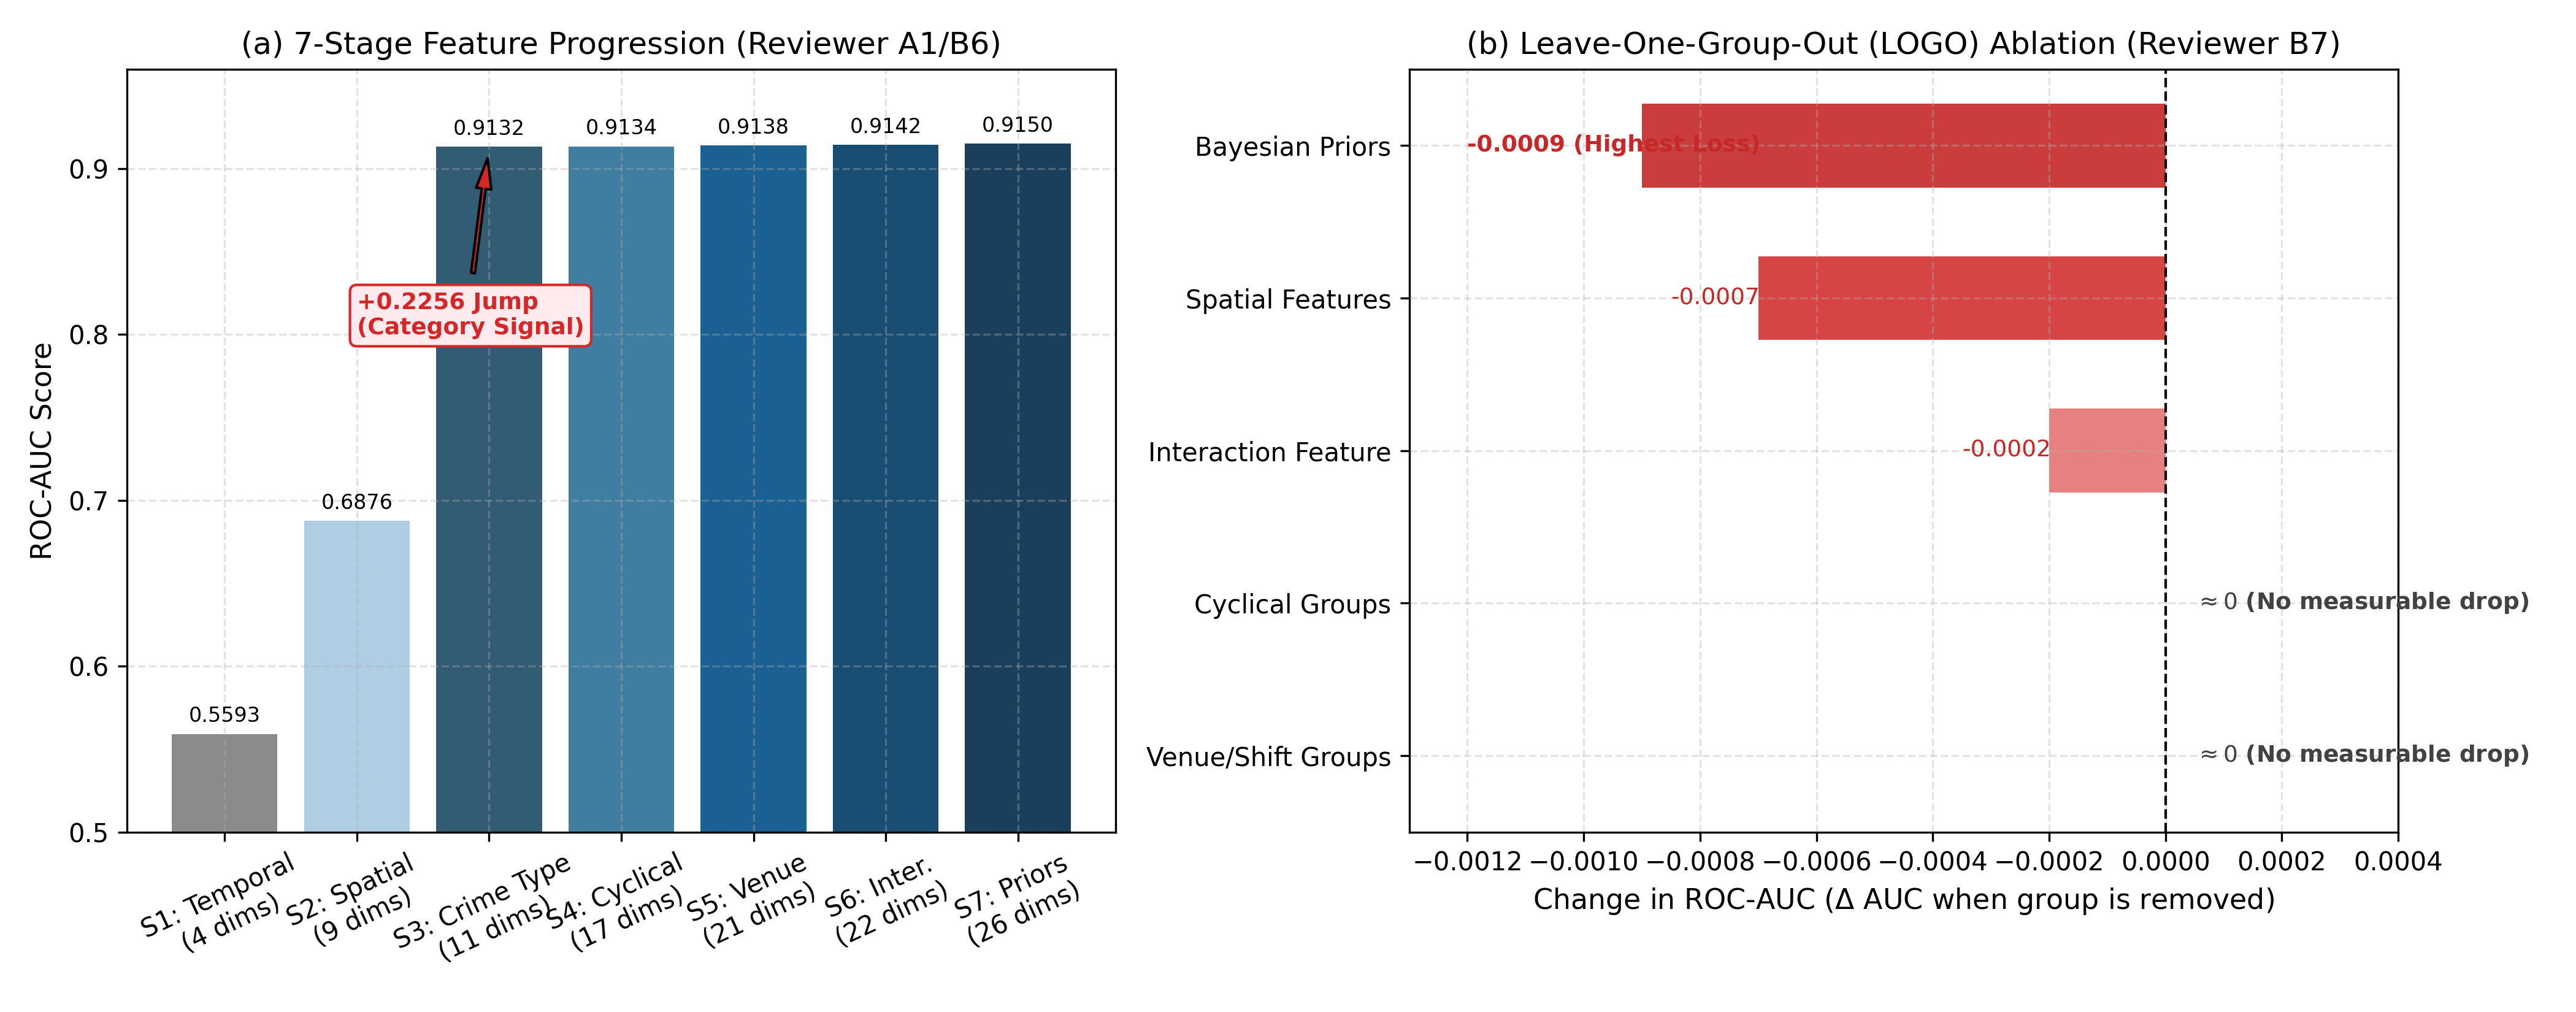 (a) 7-Stage Feature Progression (Reviewer A1/B6)
ROC-AUC Score
0.9
0.8
0.7
0.6
0.5
0.5593
0.6876
0.9132
0.9134
0.9138
0.9142
0.9150
+0.2256 Jump
(Category Signal)
S1: Temporal
(4 dims)
S2: Spatial
(9 dims)
S3: Crime Type
(11 dims)
S4: Cyclical
(17 dims)
S5: Venue
(21 dims)
S6: Inter.
(22 dims)
S7: Priors
(26 dims)
(b) Leave-One-Group-Out (LOGO) Ablation (Reviewer B7)
Bayesian Priors
-0.0009 (Highest Loss)
Spatial Features
-0.0007
Interaction Feature
-0.0002
Cyclical Groups
≈0 (No measurable drop)
Venue/Shift Groups
≈0 (No measurable drop)
−0.0012 −0.0010 −0.0008 −0.0006 −0.0004 −0.0002 0.0000 0.0002 0.0004
Change in ROC-AUC (Δ AUC when group is removed)